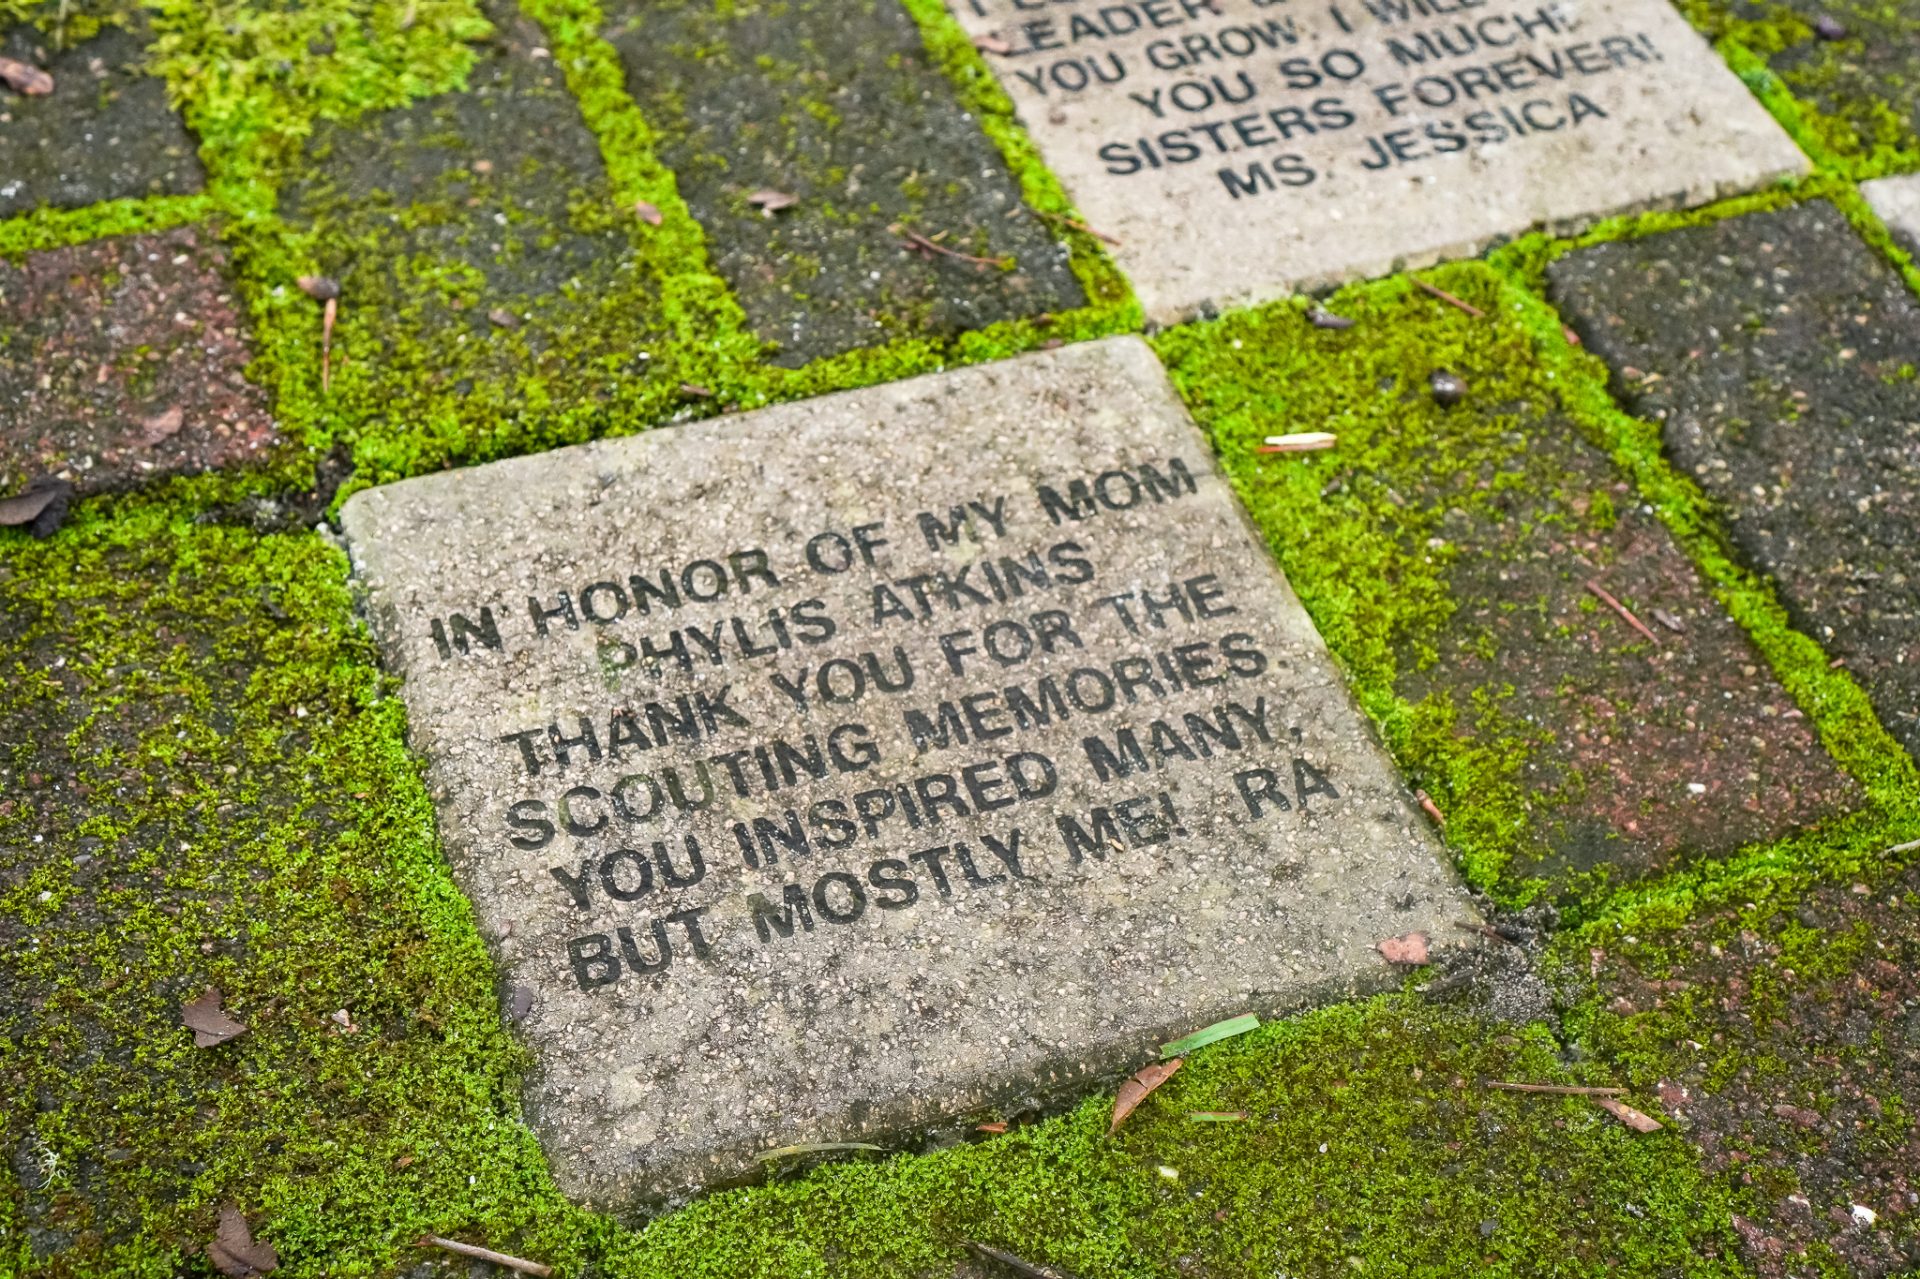 LEADER
YOU GROW. I WILL
YOU SO MUCH!
SISTERS FOREVER!
MS. JESSICA
IN HONOR OF MY MOM
PHYLIS ATKINS
THANK YOU FOR THE
SCOUTING MEMORIES.
YOU INSPIRED MANY,
BUT MOSTLY ME! RA